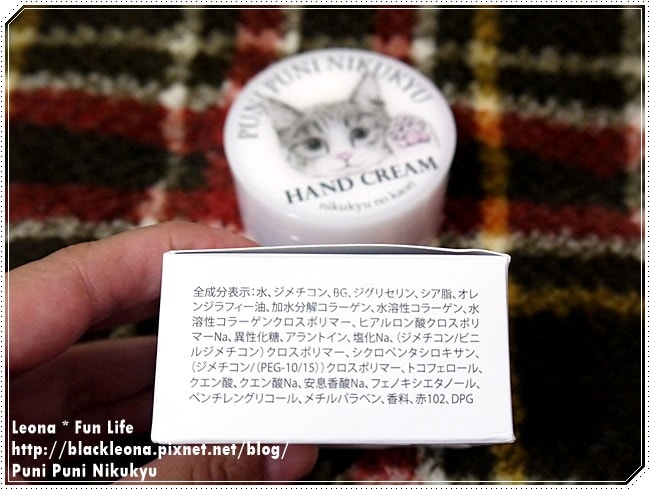 PUNI PUNI NIKUKYU
HAND CREAM
nikukyu no kaori
全成分表示:水、ジメチコン、BG、ジグリセリン、シア脂、オレ
ンジラフィー油、加水分解コラーゲン、水溶性コラーゲン、水
溶性コラーゲンクロスポリマー、ヒアルロン酸クロスポリ
マーNa、異性化糖、アラントイン、塩化Na、(ジメチコン/ビニ
ルジメチコン)クロスポリマー、シクロペンタシロキサン、
(ジメチコン/(PEG-10/15))クロスポリマー、トコフェロール、
クエン酸、クエン酸Na、安息香酸Na、フェノキシエタノール、
ペンチレングリコール、メチルパラベン、香料、赤102、DPG
Leona * Fun Life
http://blackleona.pixnet.net/blog/
Puni Puni Nikukyu